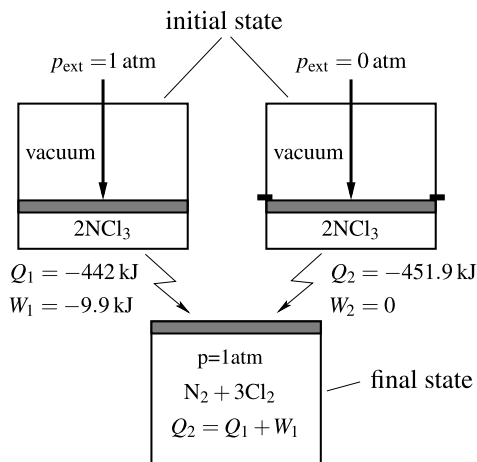 initial state
p_ext = 1 atm
p_ext = 0 atm
vacuum
vacuum
2NCl₃
2NCl₃
Q₁ = −442 kJ
W₁ = −9.9 kJ
Q₂ = −451.9 kJ
W₂ = 0
p=1atm
N₂ + 3Cl₂
Q₂ = Q₁ + W₁
final state